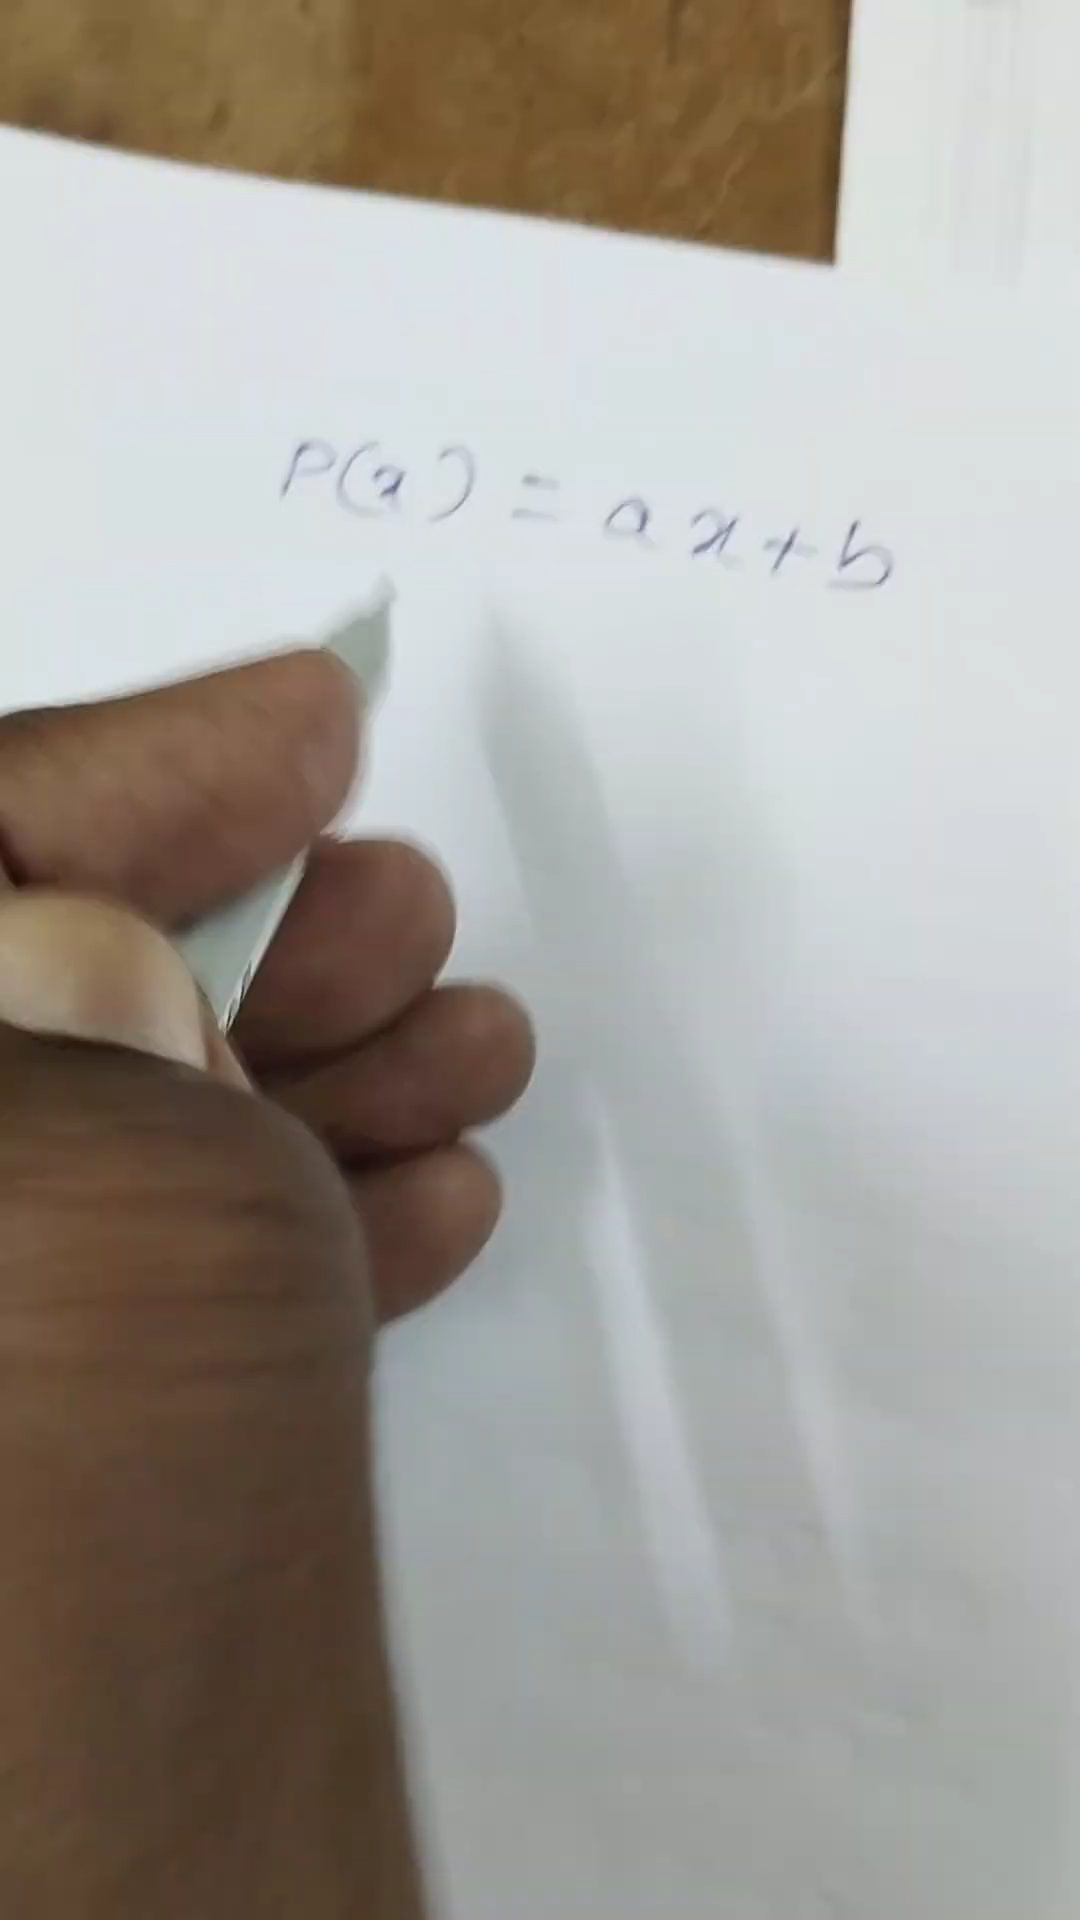 P(x) = ax+b